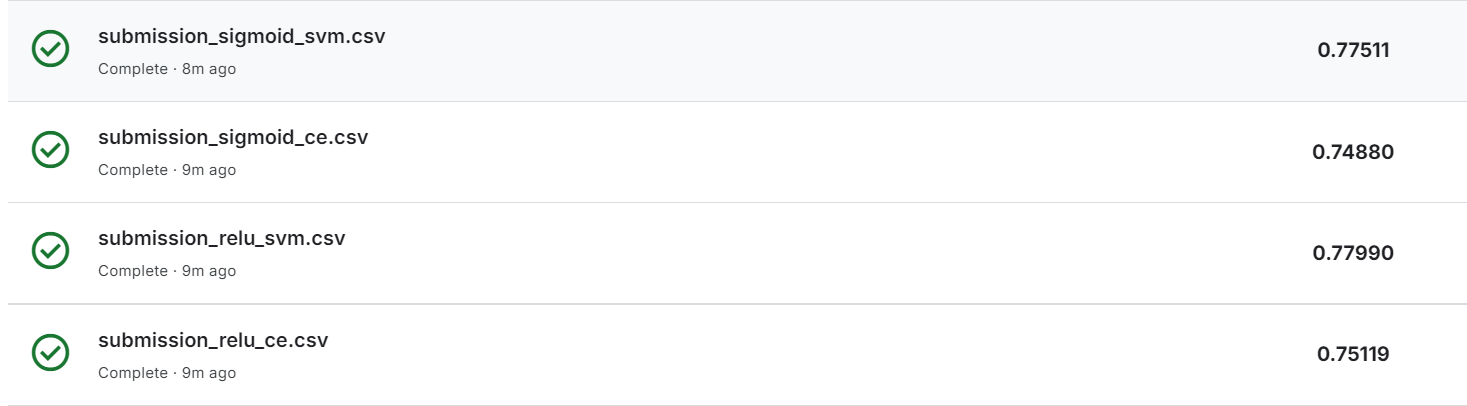 submission_sigmoid_svm.csv
0.77511
Complete · 8m ago
submission_sigmoid_ce.csv
0.74880
Complete · 9m ago
submission_relu_svm.csv
0.77990
Complete · 9m ago
submission_relu_ce.csv
0.75119
Complete · 9m ago